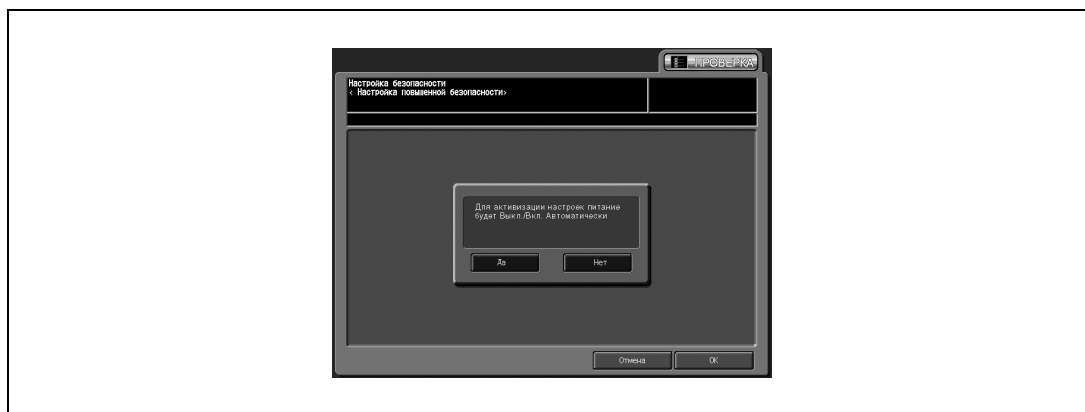 ПРОВЕРКА
Настройка безопасности
< Настройка повышенной безопасности>
Для активизации настроек питание
будет Выкл./Вкл. Автоматически
Да
Нет
Отмена
OK